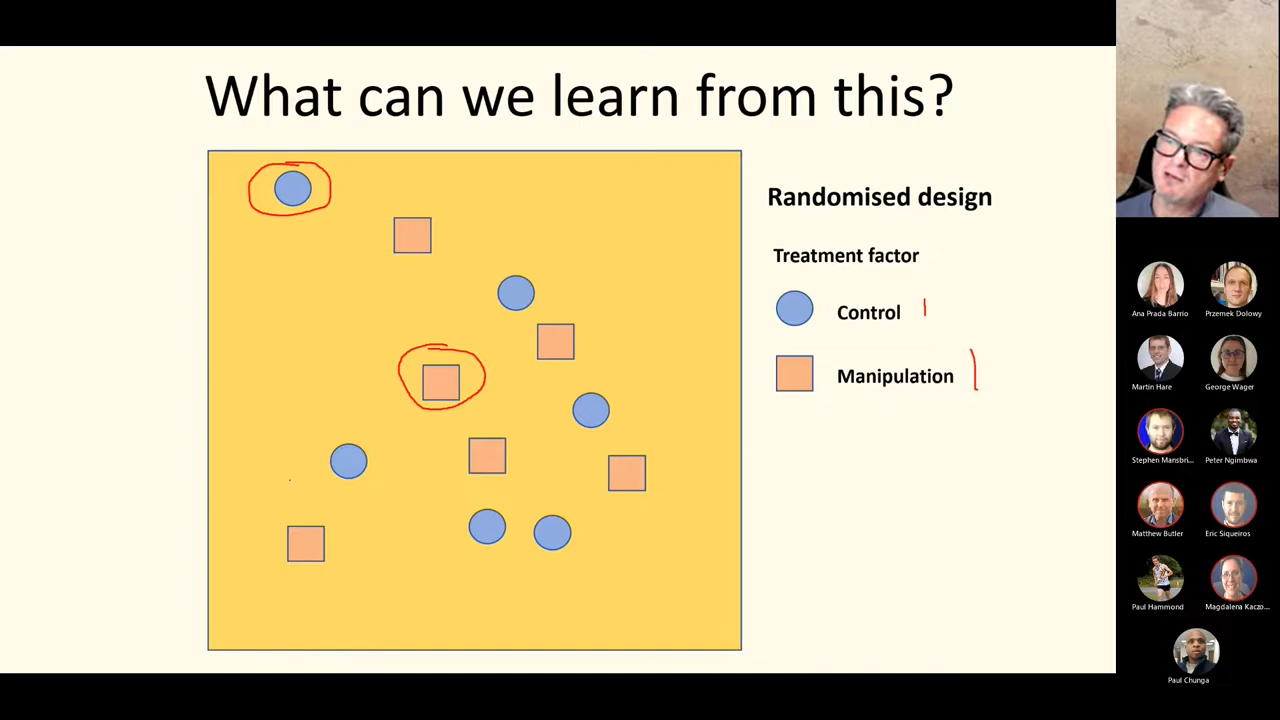 What can we learn from this?
Randomised design
Treatment factor
Control
Manipulation
Ana Prada Barrio
Przemek Dolowy
Martin Hare
George Wager
Stephen Mansbri...
Peter Ngimbwa
Matthew Butler
Eric Siqueiros
Paul Hammond
Magdalena Kaczo...
Paul Chunga